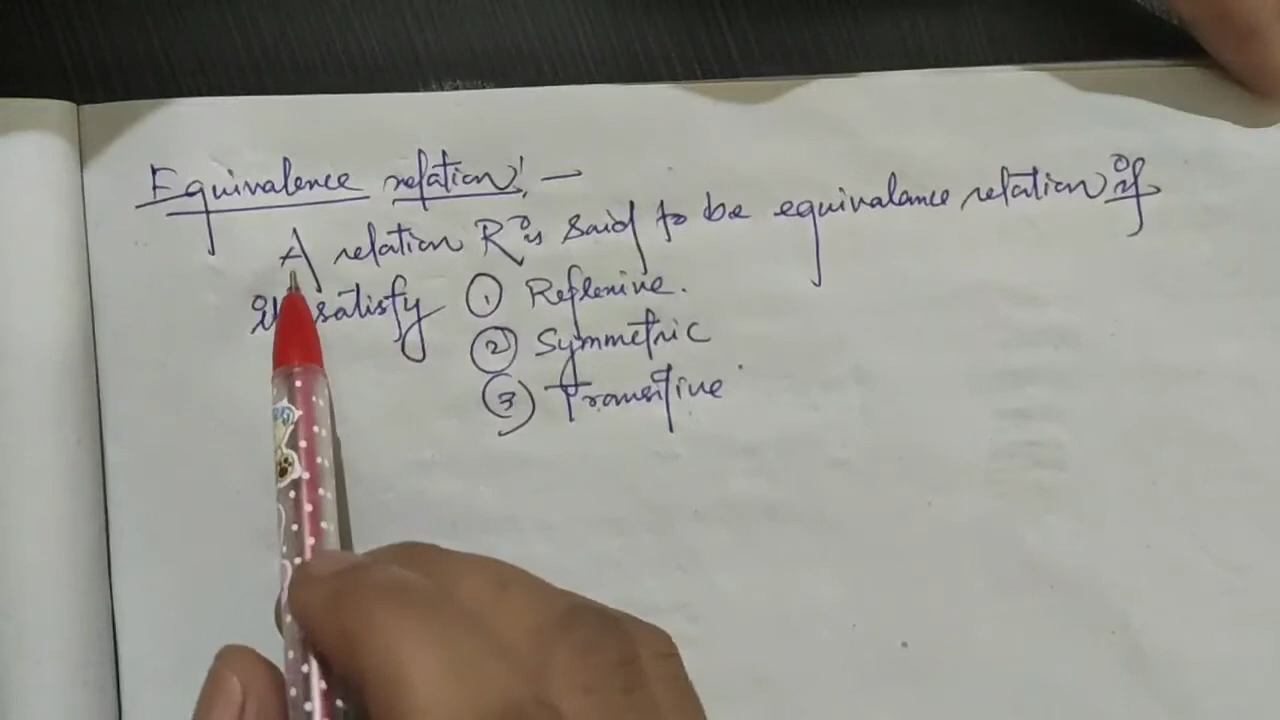 Equivalence relation:-
A relation R is said to be equivalance relation if
it satisfy ① Reflexive.
② Symmetric
③ Transitive